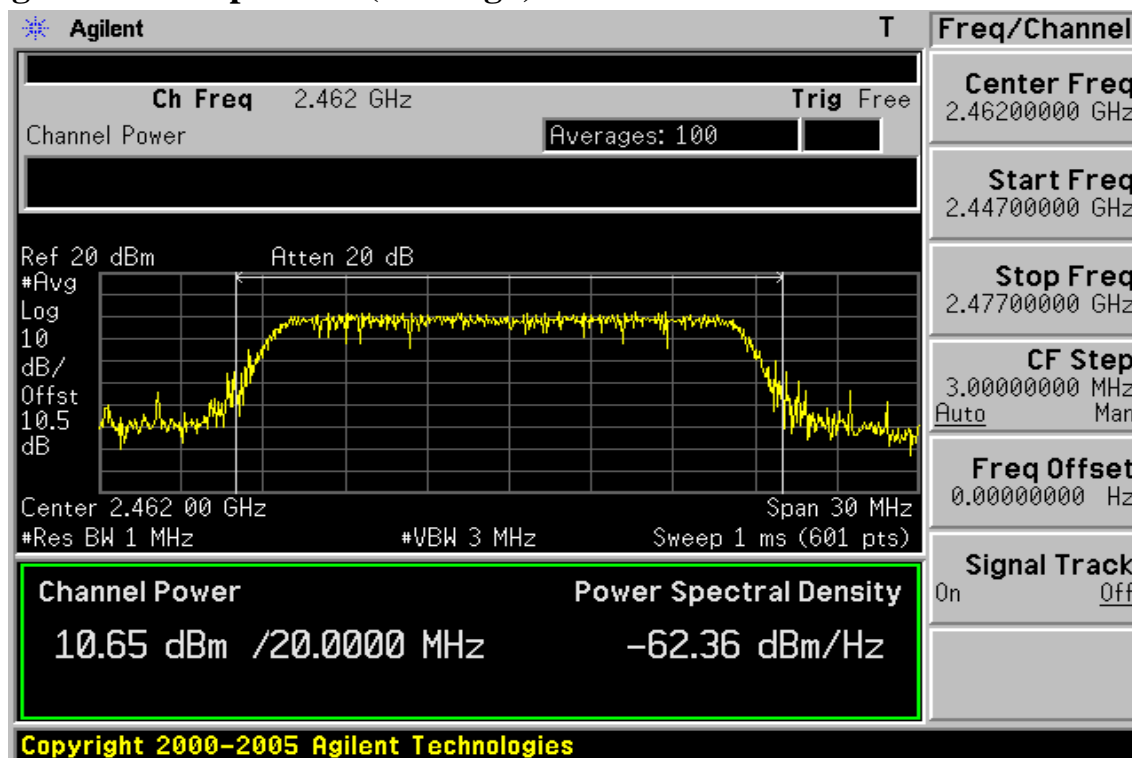 Agilent T
Ch Freq 2.462 GHz Trig Free
Channel Power Averages: 100
Ref 20 dBm Atten 20 dB
#Avg
Log
10
dB/
Offst
10.5
dB
Center 2.462 00 GHz Span 30 MHz
#Res BW 1 MHz #VBW 3 MHz Sweep 1 ms (601 pts)
Channel Power Power Spectral Density
10.65 dBm /20.0000 MHz -62.36 dBm/Hz
Copyright 2000-2005 Agilent Technologies
Freq/Channel
Center Freq
2.46200000 GHz
Start Freq
2.44700000 GHz
Stop Freq
2.47700000 GHz
CF Step
3.00000000 MHz
Auto Man
Freq Offset
0.00000000 Hz
Signal Track
On Off